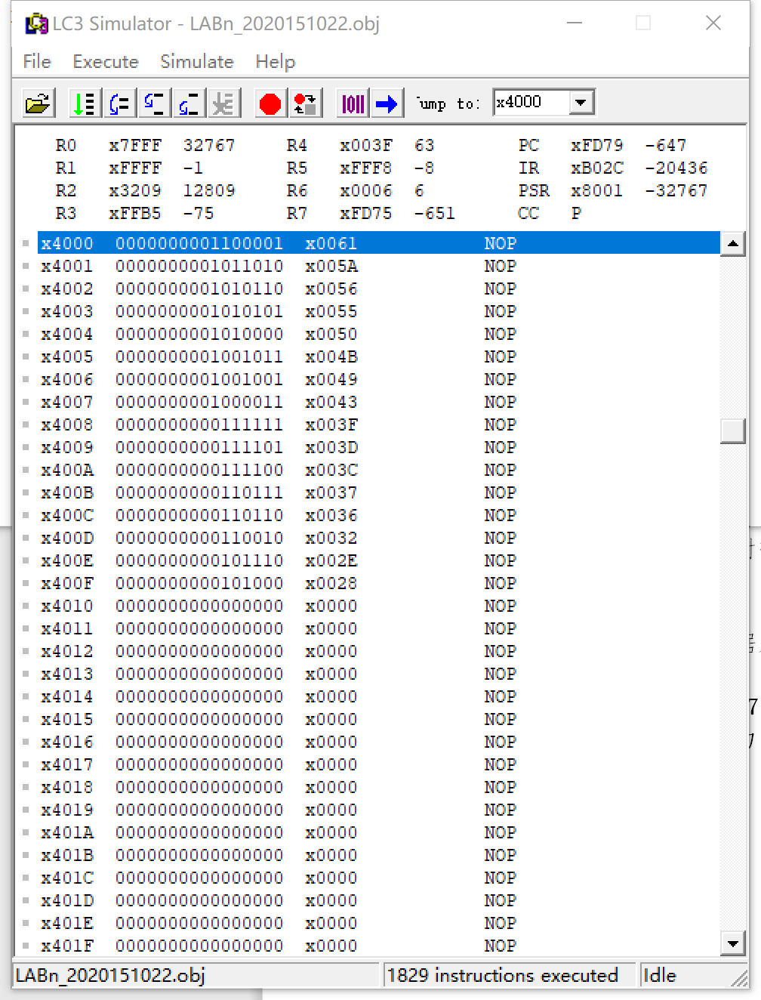 LC3 Simulator - LABn_2020151022.obj
File Execute Simulate Help
Jump to: x4000
R0 x7FFF 32767 R4 x003F 63 PC xFD79 -647
R1 xFFFF -1 R5 xFFF8 -8 IR xB02C -20436
R2 x3209 12809 R6 x0006 6 PSR x8001 -32767
R3 xFFB5 -75 R7 xFD75 -651 CC P
x4000 0000000001100001 x0061 NOP
x4001 0000000001011010 x005A NOP
x4002 0000000001010110 x0056 NOP
x4003 0000000001010101 x0055 NOP
x4004 0000000001010000 x0050 NOP
x4005 0000000001001011 x004B NOP
x4006 0000000001001001 x0049 NOP
x4007 0000000001000011 x0043 NOP
x4008 0000000000111111 x003F NOP
x4009 0000000000111101 x003D NOP
x400A 0000000000111100 x003C NOP
x400B 0000000000110111 x0037 NOP
x400C 0000000000110110 x0036 NOP
x400D 0000000000110010 x0032 NOP
x400E 0000000000101110 x002E NOP
x400F 0000000000101000 x0028 NOP
x4010 0000000000000000 x0000 NOP
x4011 0000000000000000 x0000 NOP
x4012 0000000000000000 x0000 NOP
x4013 0000000000000000 x0000 NOP
x4014 0000000000000000 x0000 NOP
x4015 0000000000000000 x0000 NOP
x4016 0000000000000000 x0000 NOP
x4017 0000000000000000 x0000 NOP
x4018 0000000000000000 x0000 NOP
x4019 0000000000000000 x0000 NOP
x401A 0000000000000000 x0000 NOP
x401B 0000000000000000 x0000 NOP
x401C 0000000000000000 x0000 NOP
x401D 0000000000000000 x0000 NOP
x401E 0000000000000000 x0000 NOP
x401F 0000000000000000 x0000 NOP
LABn_2020151022.obj 1829 instructions executed Idle